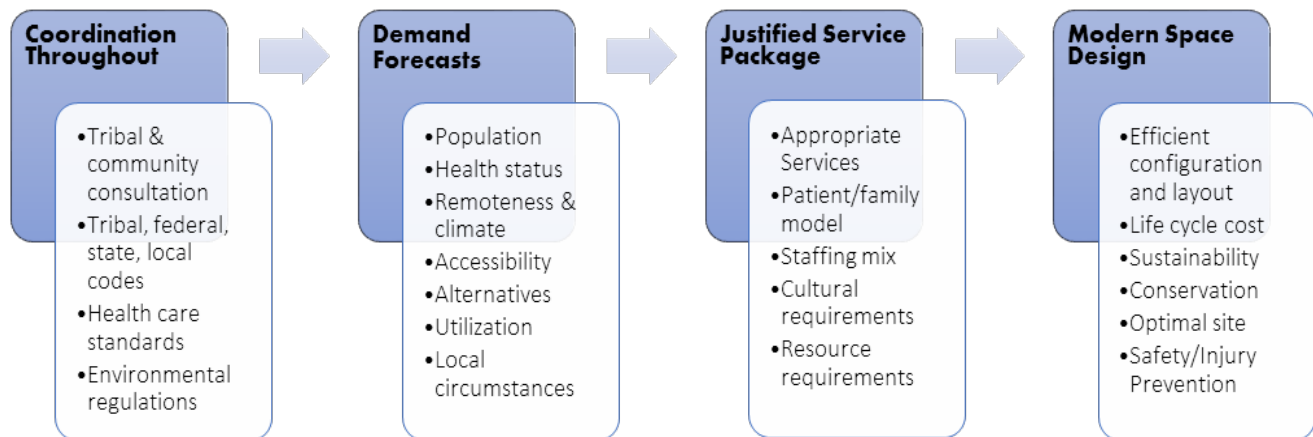 Coordination
Throughout
•Tribal &
community
consultation
•Tribal, federal,
state, local
codes
•Health care
standards
•Environmental
regulations
Demand
Forecasts
•Population
•Health status
•Remoteness &
climate
•Accessibility
•Alternatives
•Utilization
•Local
circumstances
Justified Service
Package
•Appropriate
Services
•Patient/family
model
•Staffing mix
•Cultural
requirements
•Resource
requirements
Modern Space
Design
•Efficient
configuration
and layout
•Life cycle cost
•Sustainability
•Conservation
•Optimal site
•Safety/Injury
Prevention